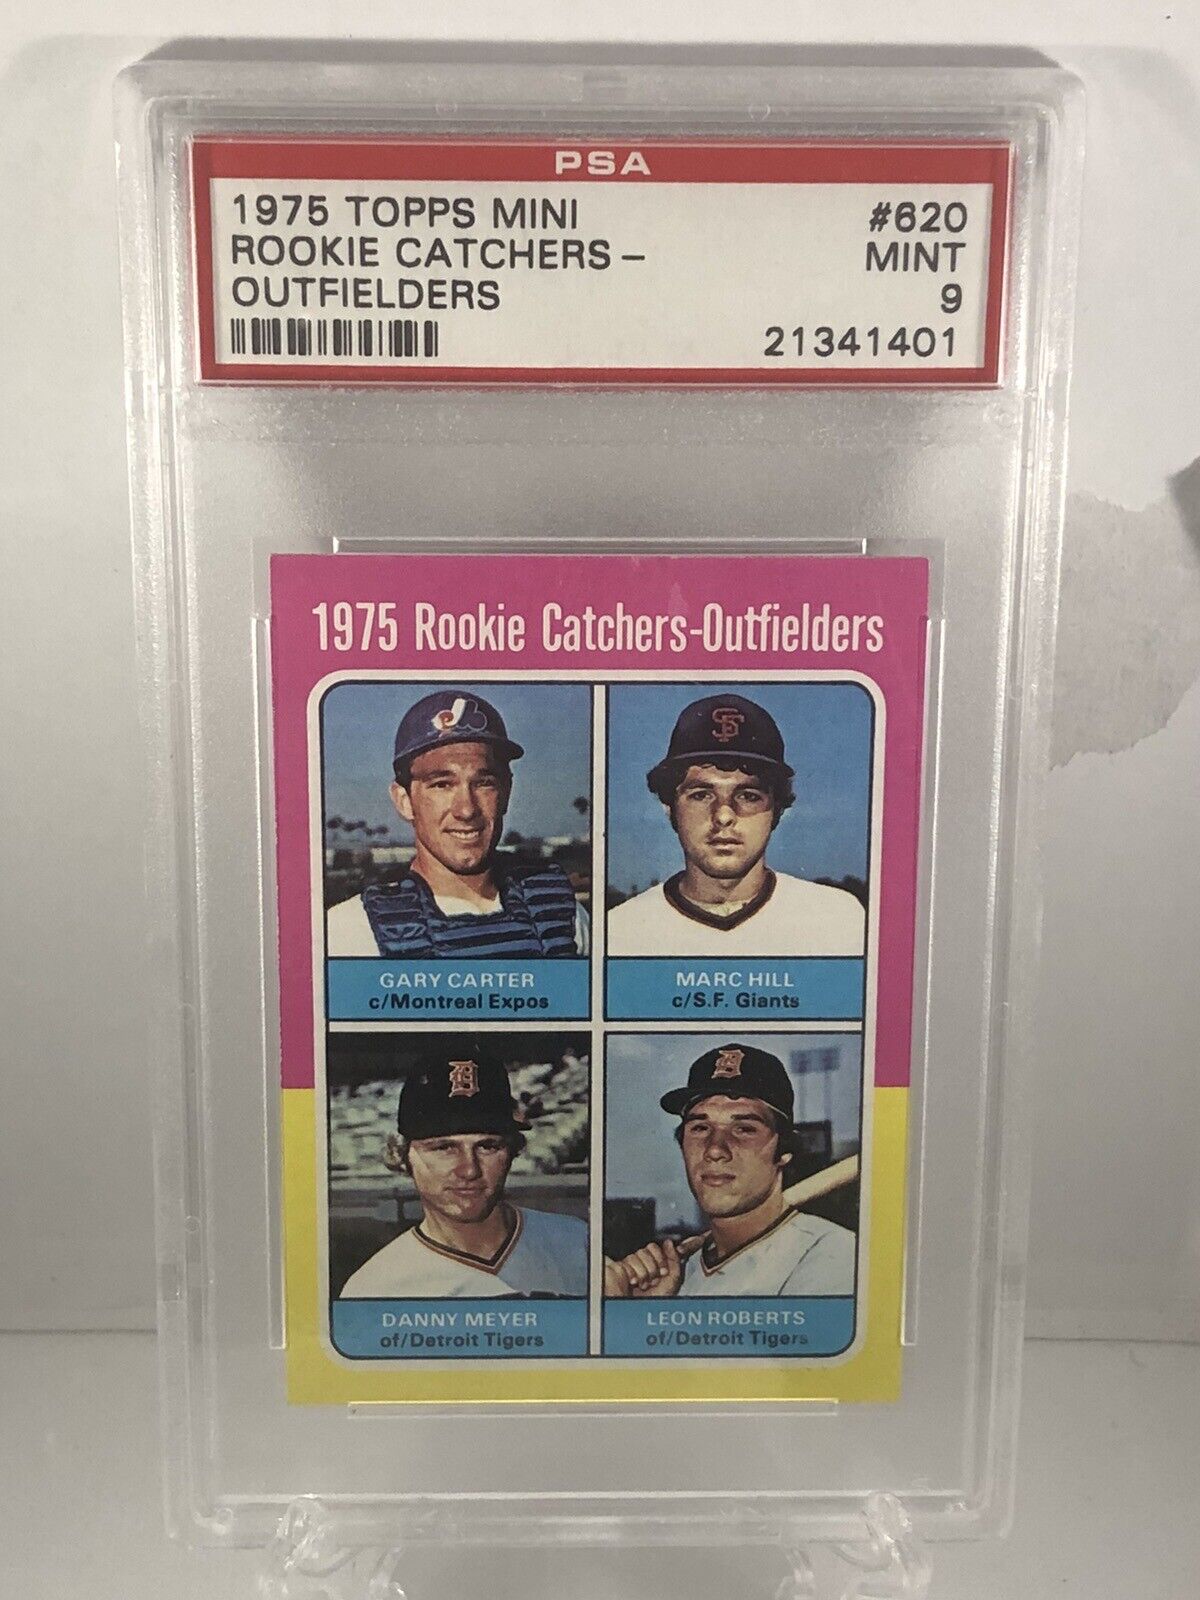 PSA
1975 TOPPS MINI #620
ROOKIE CATCHERS- MINT
OUTFIELDERS 9
21341401
1975 Rookie Catchers-Outfielders
GARY CARTER
c/Montreal Expos
MARC HILL
c/S.F. Giants
DANNY MEYER
of/Detroit Tigers
LEON ROBERTS
of/Detroit Tigers